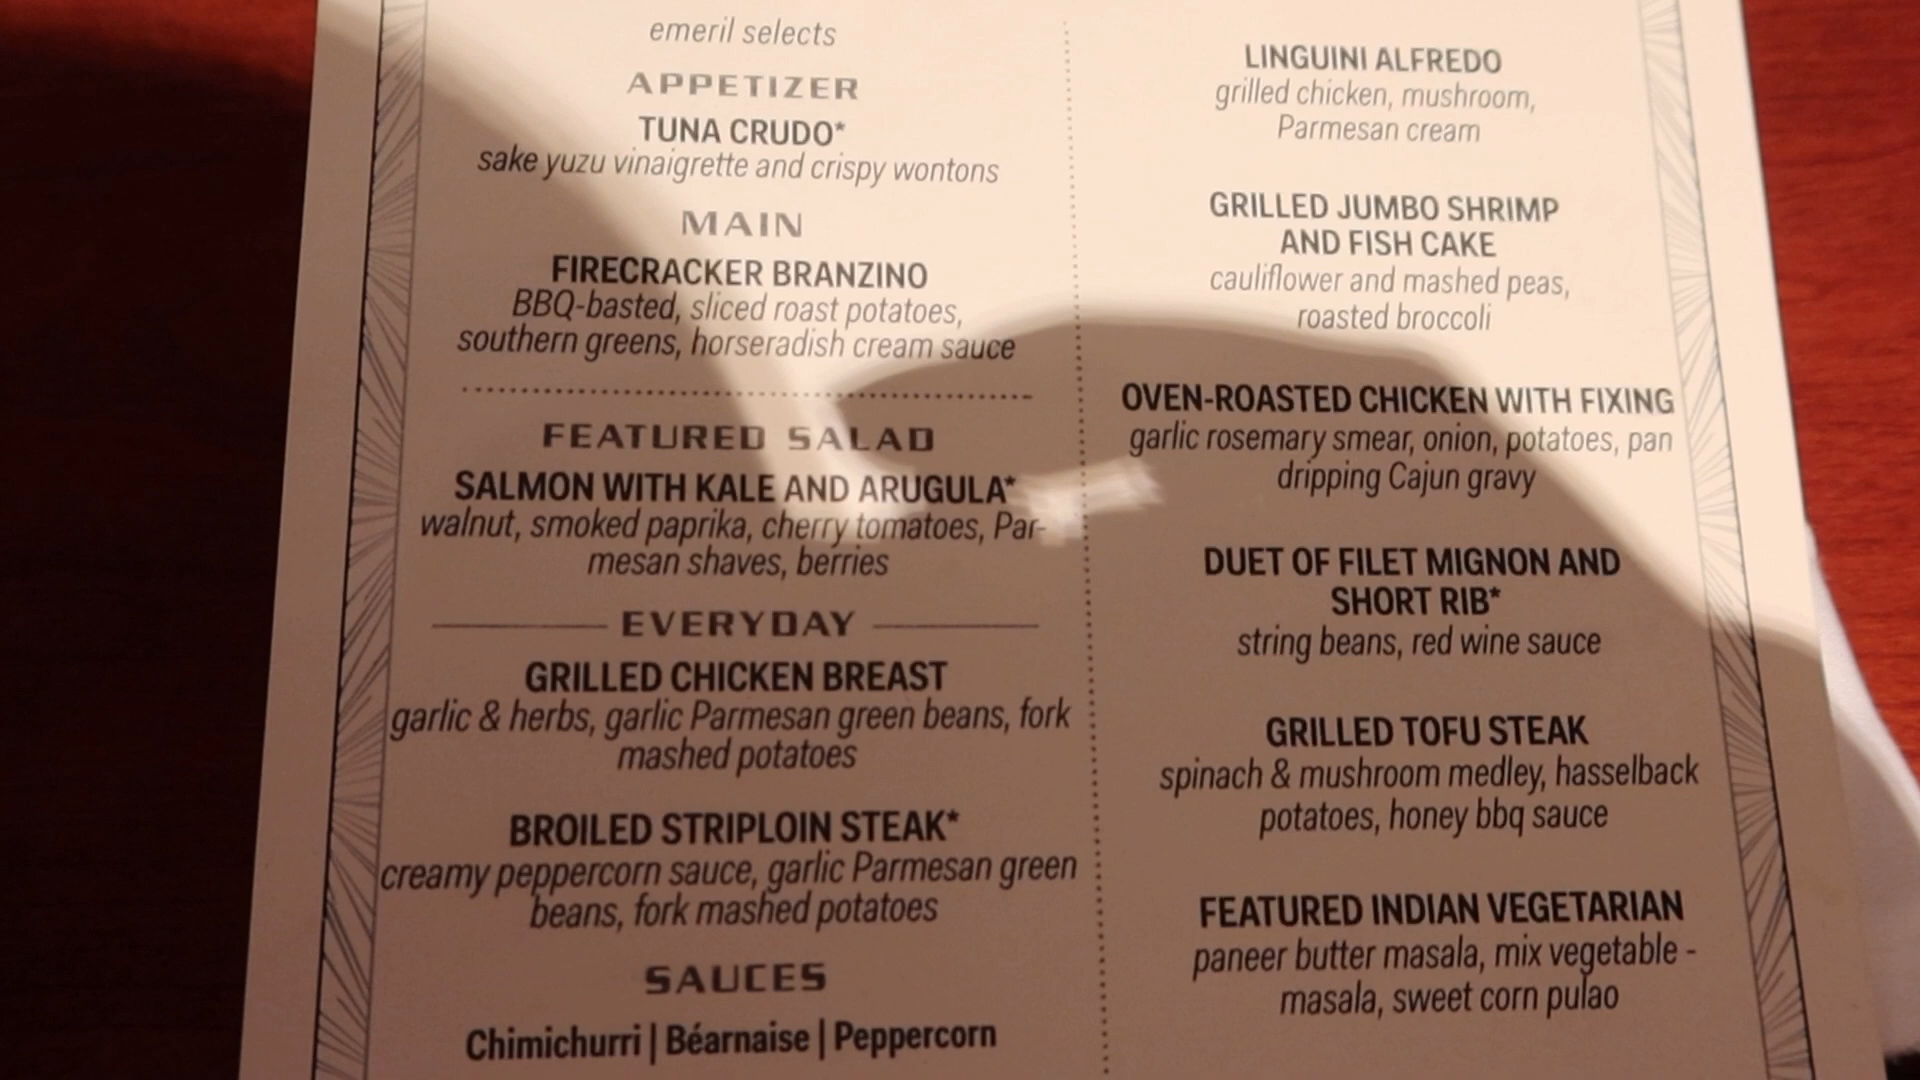 emeril selects
APPETIZER
TUNA CRUDO*
sake yuzu vinaigrette and crispy wontons
MAIN
FIRECRACKER BRANZINO
BBQ-basted, sliced roast potatoes,
southern greens, horseradish cream sauce
FEATURED SALAD
SALMON WITH KALE AND ARUGULA*
walnut, smoked paprika, cherry tomatoes, Par-
mesan shaves, berries
EVERYDAY
GRILLED CHICKEN BREAST
garlic & herbs, garlic Parmesan green beans, fork
mashed potatoes
BROILED STRIPLOIN STEAK*
creamy peppercorn sauce, garlic Parmesan green
beans, fork mashed potatoes
SAUCES
Chimichurri | Béarnaise | Peppercorn
LINGUINI ALFREDO
grilled chicken, mushroom,
Parmesan cream
GRILLED JUMBO SHRIMP
AND FISH CAKE
cauliflower and mashed peas,
roasted broccoli
OVEN-ROASTED CHICKEN WITH FIXING
garlic rosemary smear, onion, potatoes, pan
dripping Cajun gravy
DUET OF FILET MIGNON AND
SHORT RIB*
string beans, red wine sauce
GRILLED TOFU STEAK
spinach & mushroom medley, hasselback
potatoes, honey bbq sauce
FEATURED INDIAN VEGETARIAN
paneer butter masala, mix vegetable -
masala, sweet corn pulao